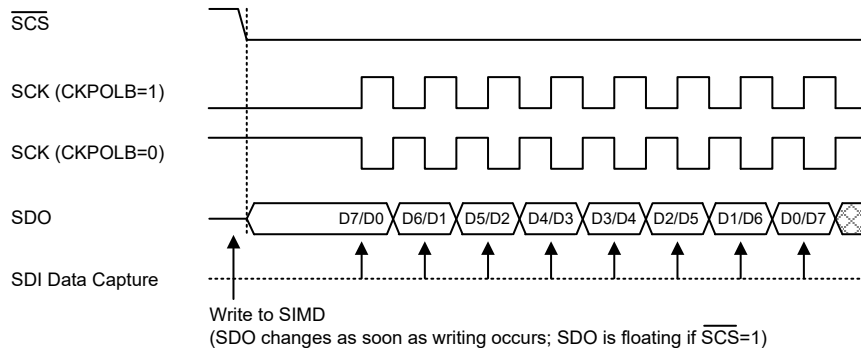 SCS
SCK (CKPOLB=1)
SCK (CKPOLB=0)
SDO
D7/D0 D6/D1 D5/D2 D4/D3 D3/D4 D2/D5 D1/D6 D0/D7
SDI Data Capture
Write to SIMD
(SDO changes as soon as writing occurs; SDO is floating if SCS=1)